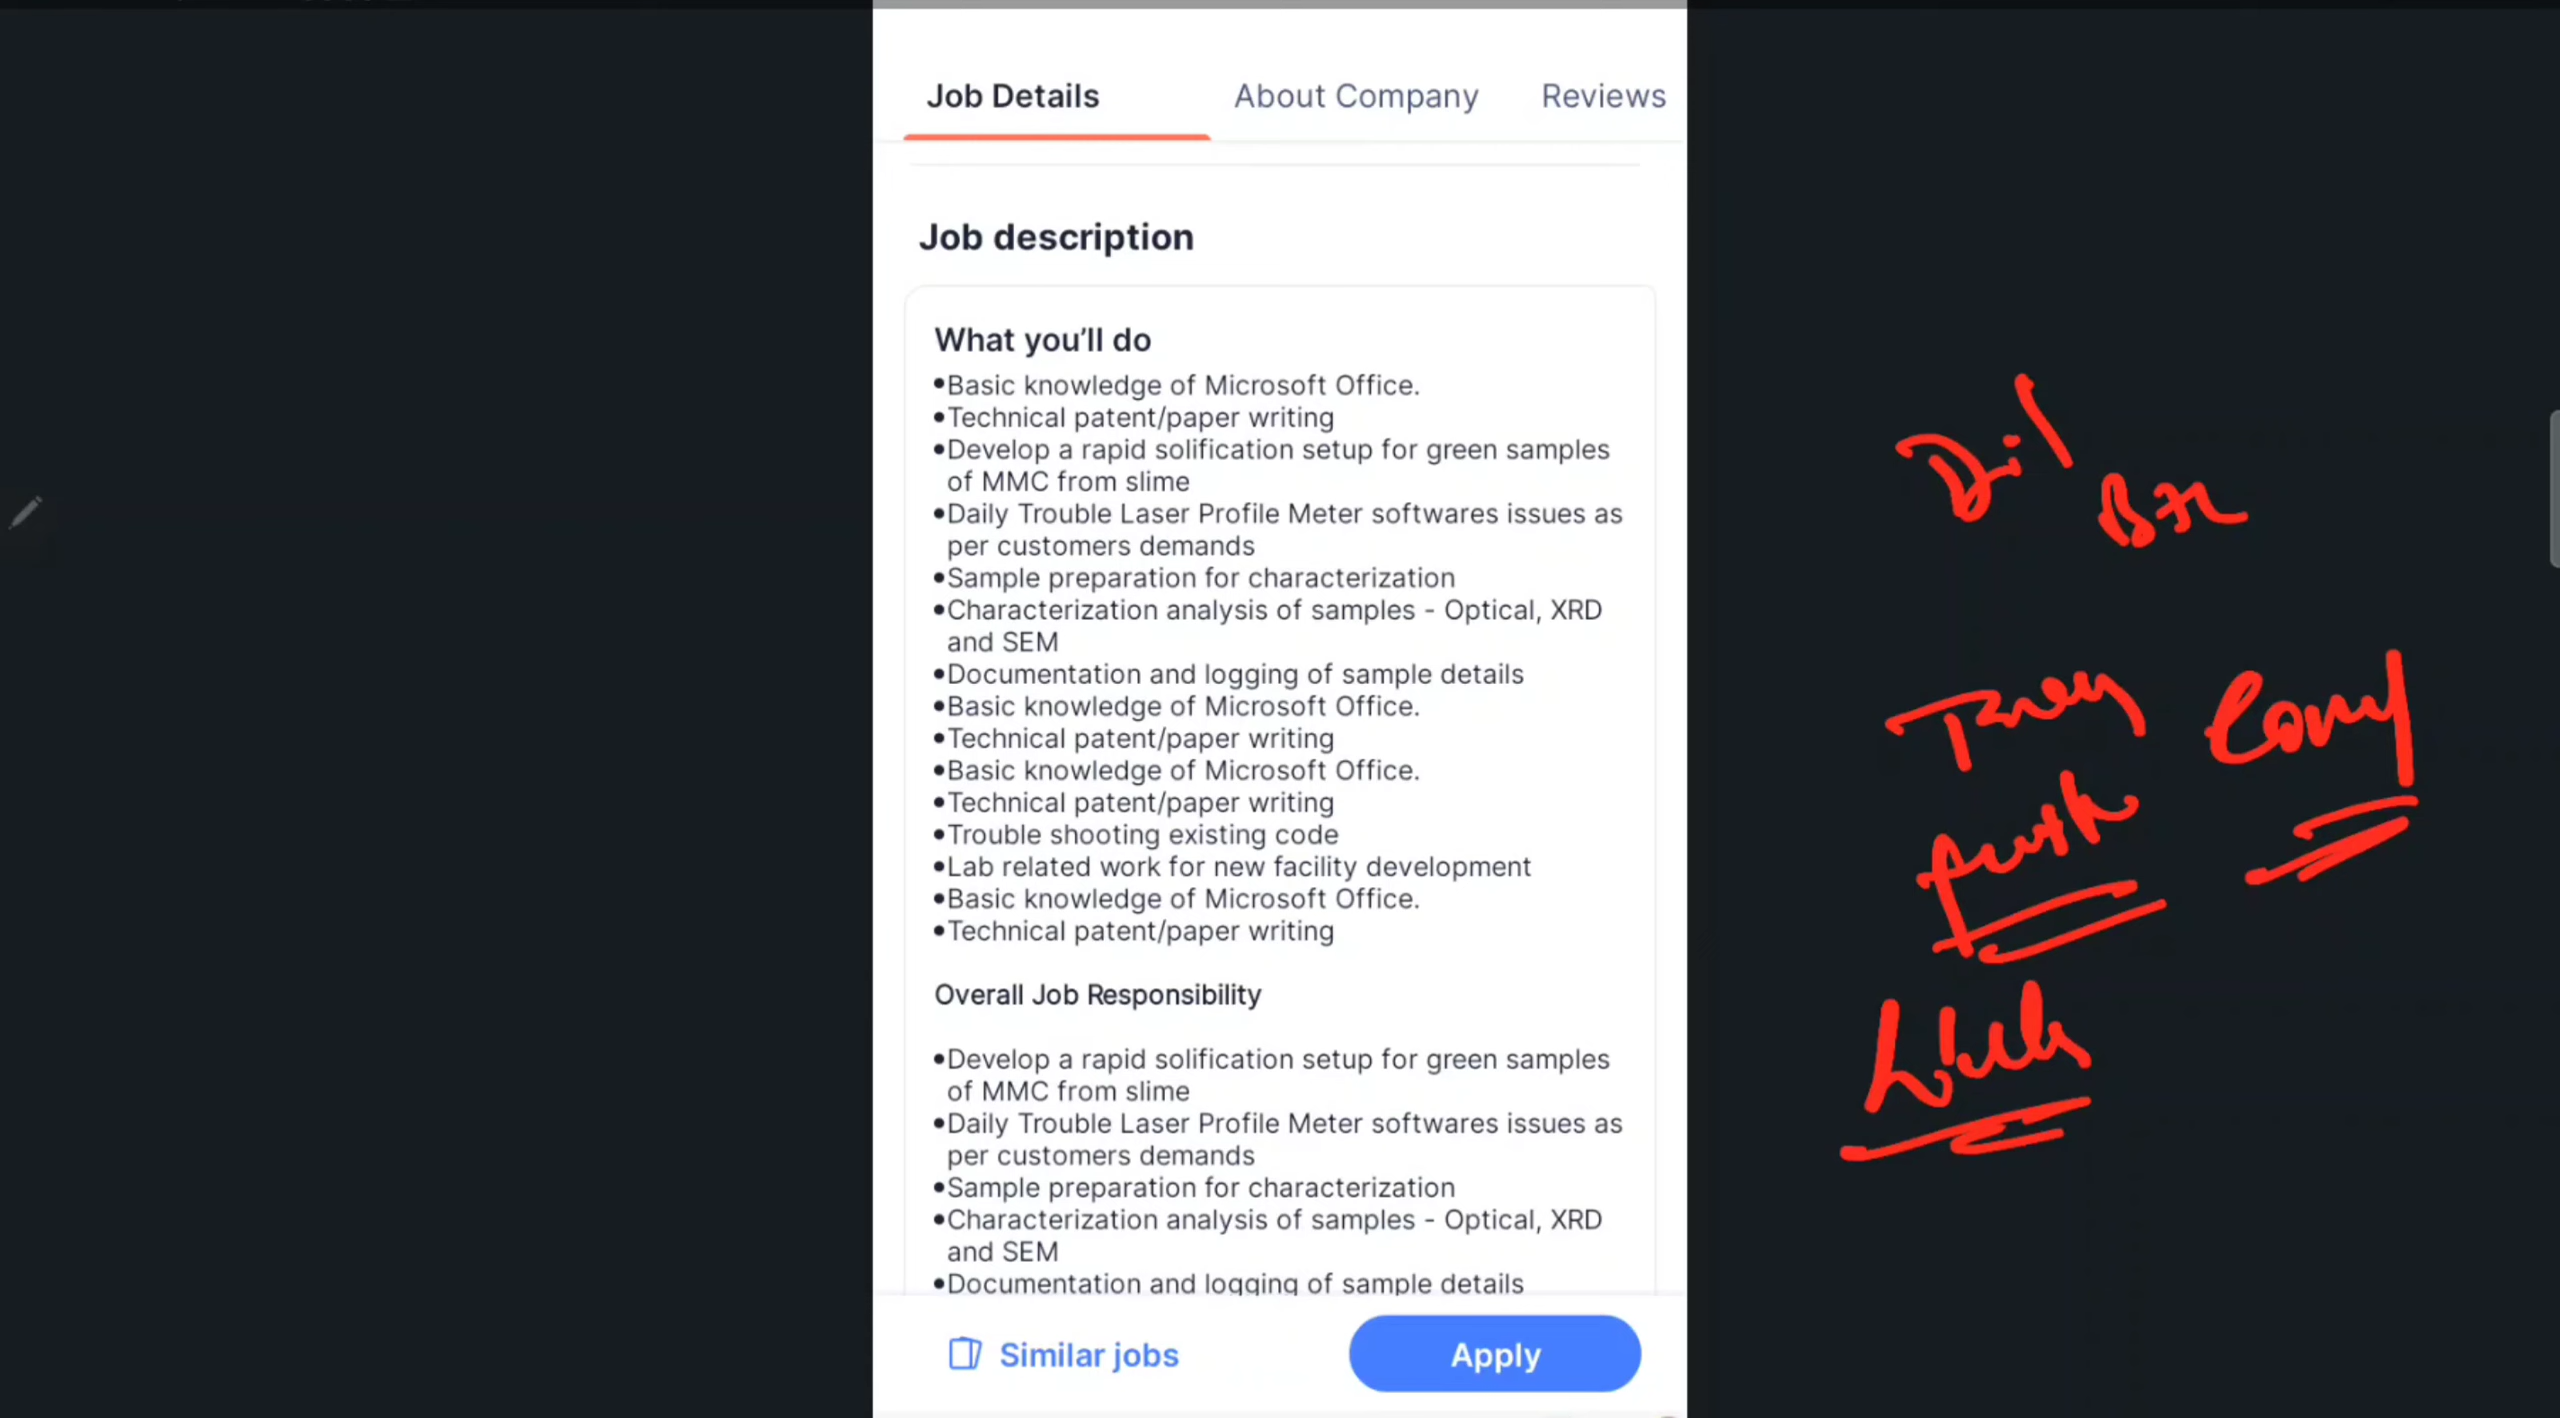 Job Details About Company Reviews
Job description
What you'll do
•Basic knowledge of Microsoft Office.
•Technical patent/paper writing
•Develop a rapid solification setup for green samples
of MMC from slime
•Daily Trouble Laser Profile Meter softwares issues as
per customers demands
•Sample preparation for characterization
•Characterization analysis of samples - Optical, XRD
and SEM
•Documentation and logging of sample details
•Basic knowledge of Microsoft Office.
•Technical patent/paper writing
•Basic knowledge of Microsoft Office.
•Technical patent/paper writing
•Trouble shooting existing code
•Lab related work for new facility development
•Basic knowledge of Microsoft Office.
•Technical patent/paper writing
Overall Job Responsibility
•Develop a rapid solification setup for green samples
of MMC from slime
•Daily Trouble Laser Profile Meter softwares issues as
per customers demands
•Sample preparation for characterization
•Characterization analysis of samples - Optical, XRD
and SEM
•Documentation and logging of sample details
Similar jobs Apply